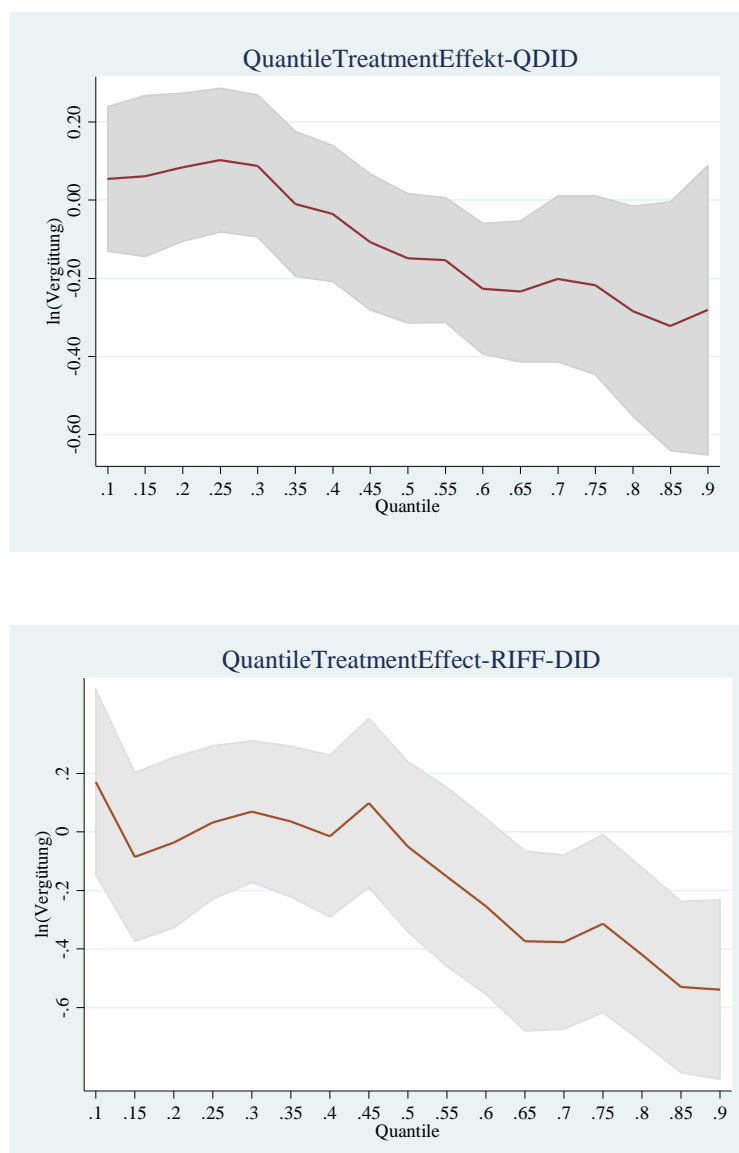 QuantileTreatmentEffekt-QDID
ln(Vergütung)
0.20
0.00
-0.20
-0.40
-0.60
.1 .15 .2 .25 .3 .35 .4 .45 .5 .55 .6 .65 .7 .75 .8 .85 .9
Quantile
QuantileTreatmentEffect-RIFF-DID
ln(Vergütung)
.2
0
-.2
-.4
-.6
.1 .15 .2 .25 .3 .35 .4 .45 .5 .55 .6 .65 .7 .75 .8 .85 .9
Quantile